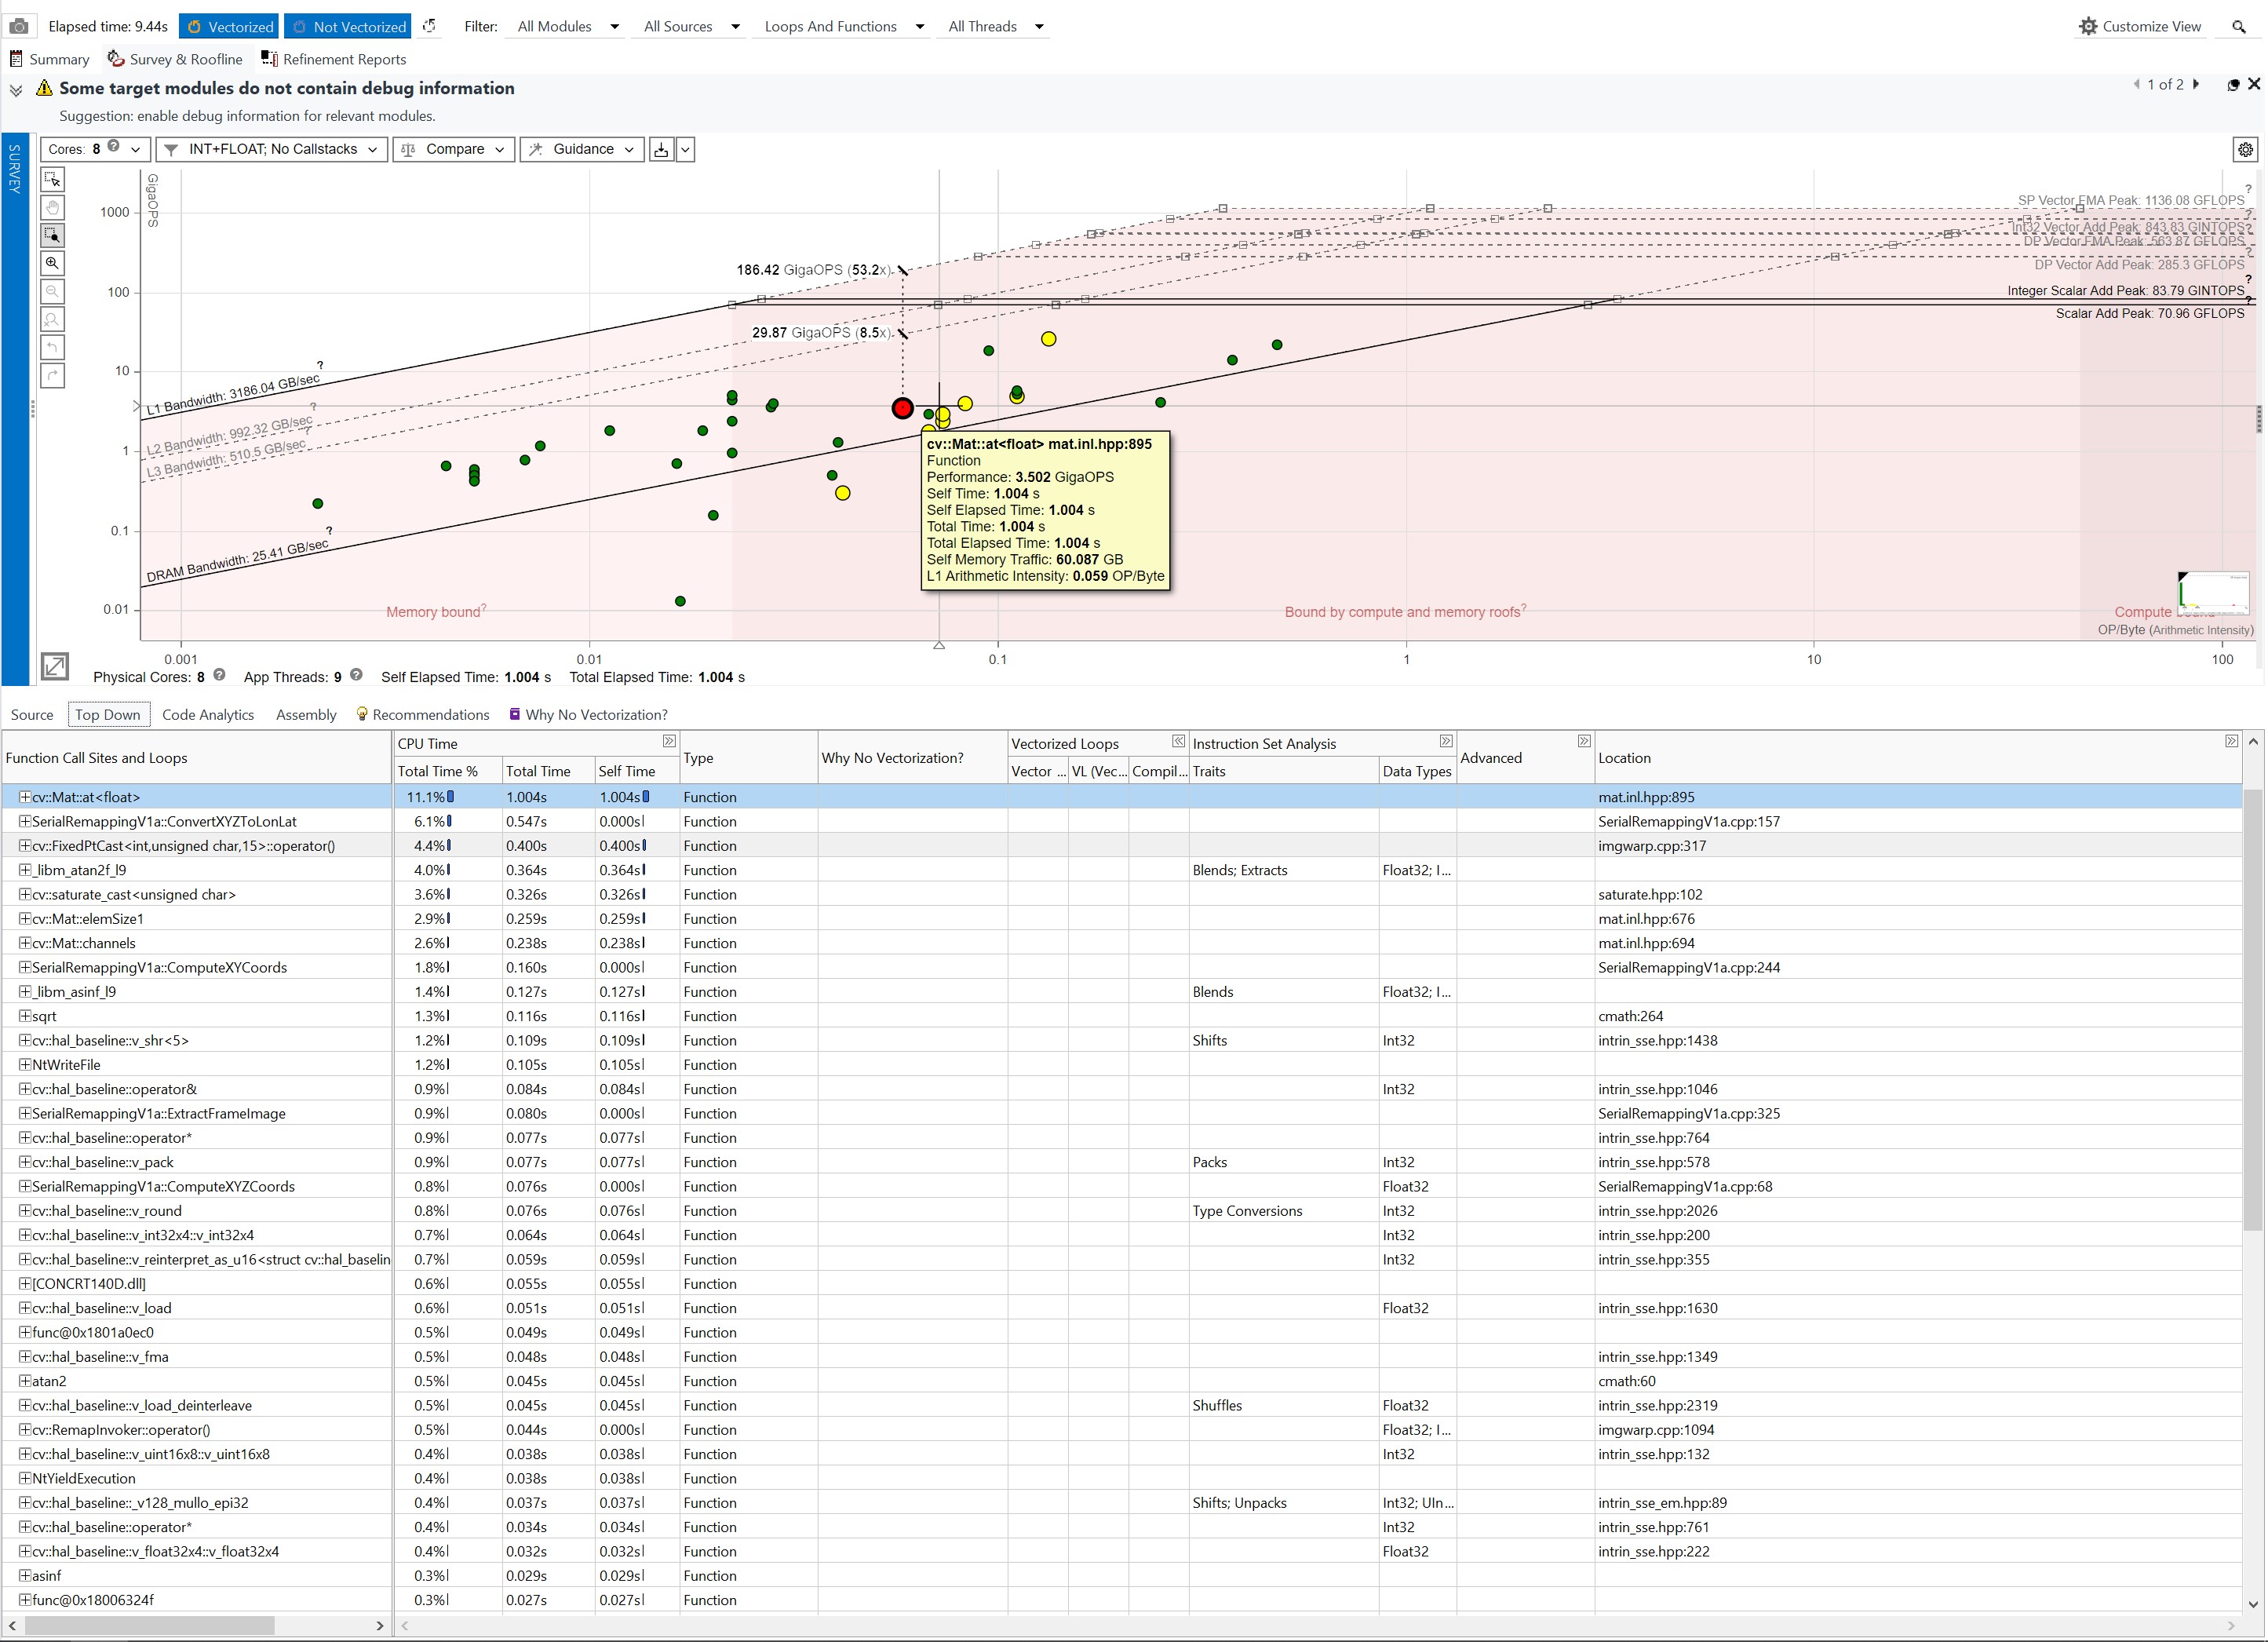 Elapsed time: 9.44s Vectorized Not Vectorized Filter: All Modules All Sources Loops And Functions All Threads Customize View
Summary Survey & Roofline Refinement Reports
Some target modules do not contain debug information 1 of 2
Suggestion: enable debug information for relevant modules.
SURVEY
Cores: 8 ? INT+FLOAT; No Callstacks Compare Guidance
GigaOPS
1000
100
10
1
0.1
0.01
SP Vector FMA Peak: 1136.08 GFLOPS ?
Int32 Vector Add Peak: 843.83 GINTOPS ?
DP Vector FMA Peak: 563.87 GFLOPS ?
DP Vector Add Peak: 285.3 GFLOPS ?
Integer Scalar Add Peak: 83.79 GINTOPS ?
Scalar Add Peak: 70.96 GFLOPS ?
186.42 GigaOPS (53.2x)
29.87 GigaOPS (8.5x)
L1 Bandwidth: 3186.04 GB/sec ?
L2 Bandwidth: 992.32 GB/sec ?
L3 Bandwidth: 510.5 GB/sec ?
DRAM Bandwidth: 25.41 GB/sec ?
cv::Mat::at<float> mat.inl.hpp:895
Function
Performance: 3.502 GigaOPS
Self Time: 1.004 s
Self Elapsed Time: 1.004 s
Total Time: 1.004 s
Total Elapsed Time: 1.004 s
Self Memory Traffic: 60.087 GB
L1 Arithmetic Intensity: 0.059 OP/Byte
Memory bound? Bound by compute and memory roofs? Compute
OP/Byte (Arithmetic Intensity)
0.001 0.01 0.1 1 10 100
Physical Cores: 8 ? App Threads: 9 ? Self Elapsed Time: 1.004 s Total Elapsed Time: 1.004 s
Source Top Down Code Analytics Assembly Recommendations Why No Vectorization?
Function Call Sites and Loops CPU Time Type Why No Vectorization? Vectorized Loops Instruction Set Analysis Advanced Location
Total Time % Total Time Self Time Vector ... VL (Vec... Compil... Traits Data Types
cv::Mat::at<float> 11.1% 1.004s 1.004s Function mat.inl.hpp:895
SerialRemappingV1a::ConvertXYZToLonLat 6.1% 0.547s 0.000s Function SerialRemappingV1a.cpp:157
cv::FixedPtCast<int,unsigned char,15>::operator() 4.4% 0.400s 0.400s Function imgwarp.cpp:317
_libm_atan2f_l9 4.0% 0.364s 0.364s Function Blends; Extracts Float32; I...
cv::saturate_cast<unsigned char> 3.6% 0.326s 0.326s Function saturate.hpp:102
cv::Mat::elemSize1 2.9% 0.259s 0.259s Function mat.inl.hpp:676
cv::Mat::channels 2.6% 0.238s 0.238s Function mat.inl.hpp:694
SerialRemappingV1a::ComputeXYCoords 1.8% 0.160s 0.000s Function SerialRemappingV1a.cpp:244
_libm_asinf_l9 1.4% 0.127s 0.127s Function Blends Float32; I...
sqrt 1.3% 0.116s 0.116s Function cmath:264
cv::hal_baseline::v_shr<5> 1.2% 0.109s 0.109s Function Shifts Int32 intrin_sse.hpp:1438
NtWriteFile 1.2% 0.105s 0.105s Function
cv::hal_baseline::operator& 0.9% 0.084s 0.084s Function Int32 intrin_sse.hpp:1046
SerialRemappingV1a::ExtractFrameImage 0.9% 0.080s 0.000s Function SerialRemappingV1a.cpp:325
cv::hal_baseline::operator* 0.9% 0.077s 0.077s Function intrin_sse.hpp:764
cv::hal_baseline::v_pack 0.9% 0.077s 0.077s Function Packs Int32 intrin_sse.hpp:578
SerialRemappingV1a::ComputeXYZCoords 0.8% 0.076s 0.000s Function Float32 SerialRemappingV1a.cpp:68
cv::hal_baseline::v_round 0.8% 0.076s 0.076s Function Type Conversions Int32 intrin_sse.hpp:2026
cv::hal_baseline::v_int32x4::v_int32x4 0.7% 0.064s 0.064s Function Int32 intrin_sse.hpp:200
cv::hal_baseline::v_reinterpret_as_u16<struct cv::hal_baselin 0.7% 0.059s 0.059s Function Int32 intrin_sse.hpp:355
[CONCRT140D.dll] 0.6% 0.055s 0.055s Function
cv::hal_baseline::v_load 0.6% 0.051s 0.051s Function Float32 intrin_sse.hpp:1630
func@0x1801a0ec0 0.5% 0.049s 0.049s Function
cv::hal_baseline::v_fma 0.5% 0.048s 0.048s Function intrin_sse.hpp:1349
atan2 0.5% 0.045s 0.045s Function cmath:60
cv::hal_baseline::v_load_deinterleave 0.5% 0.045s 0.045s Function Shuffles Float32 intrin_sse.hpp:2319
cv::RemapInvoker::operator() 0.5% 0.044s 0.000s Function Float32; I... imgwarp.cpp:1094
cv::hal_baseline::v_uint16x8::v_uint16x8 0.4% 0.038s 0.038s Function Int32 intrin_sse.hpp:132
NtYieldExecution 0.4% 0.038s 0.038s Function
cv::hal_baseline::_v128_mullo_epi32 0.4% 0.037s 0.037s Function Shifts; Unpacks Int32; UIn... intrin_sse_em.hpp:89
cv::hal_baseline::operator* 0.4% 0.034s 0.034s Function Int32 intrin_sse.hpp:761
cv::hal_baseline::v_float32x4::v_float32x4 0.4% 0.032s 0.032s Function Float32 intrin_sse.hpp:222
asinf 0.3% 0.029s 0.029s Function
func@0x18006324f 0.3% 0.027s 0.027s Function